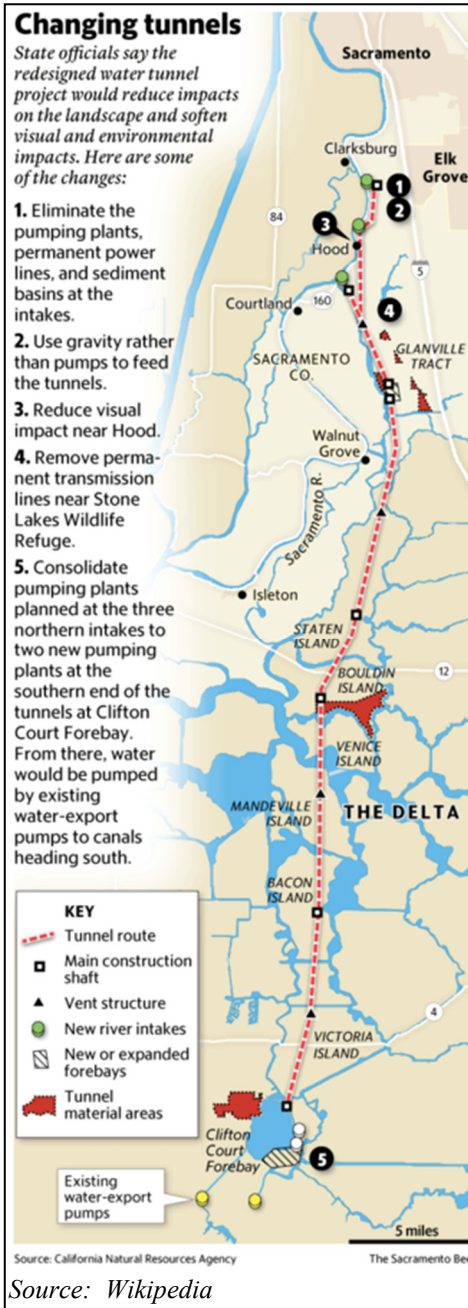 Changing tunnels
State officials say the
redesigned water tunnel
project would reduce impacts
on the landscape and soften
visual and environmental
impacts. Here are some
of the changes:
1. Eliminate the
pumping plants,
permanent power
lines, and sediment
basins at the
intakes.
2. Use gravity rather
than pumps to feed
the tunnels.
3. Reduce visual
impact near Hood.
4. Remove perma-
nent transmission
lines near Stone
Lakes Wildlife
Refuge.
5. Consolidate
pumping plants
planned at the three
northern intakes to
two new pumping
plants at the
southern end of the
tunnels at Clifton
Court Forebay.
From there, water
would be pumped
by existing
water-export
pumps to canals
heading south.
KEY
Tunnel route
Main construction
shaft
Vent structure
New river intakes
New or expanded
forebays
Tunnel
material areas
Existing
water-export
pumps
Sacramento
Clarksburg
Elk
Grove
1
2
3
84
Hood
5
160
Courtland
4
GLANVILLE
TRACT
SACRAMENTO
CO.
Walnut
Grove
Sacramento R.
Isleton
STATEN
ISLAND
12
BOULDIN
ISLAND
VENICE
ISLAND
MANDEVILLE
ISLAND
THE DELTA
BACON
ISLAND
4
VICTORIA
ISLAND
Clifton
Court
Forebay
5
5 miles
Source: California Natural Resources Agency
The Sacramento Bee
Source: Wikipedia